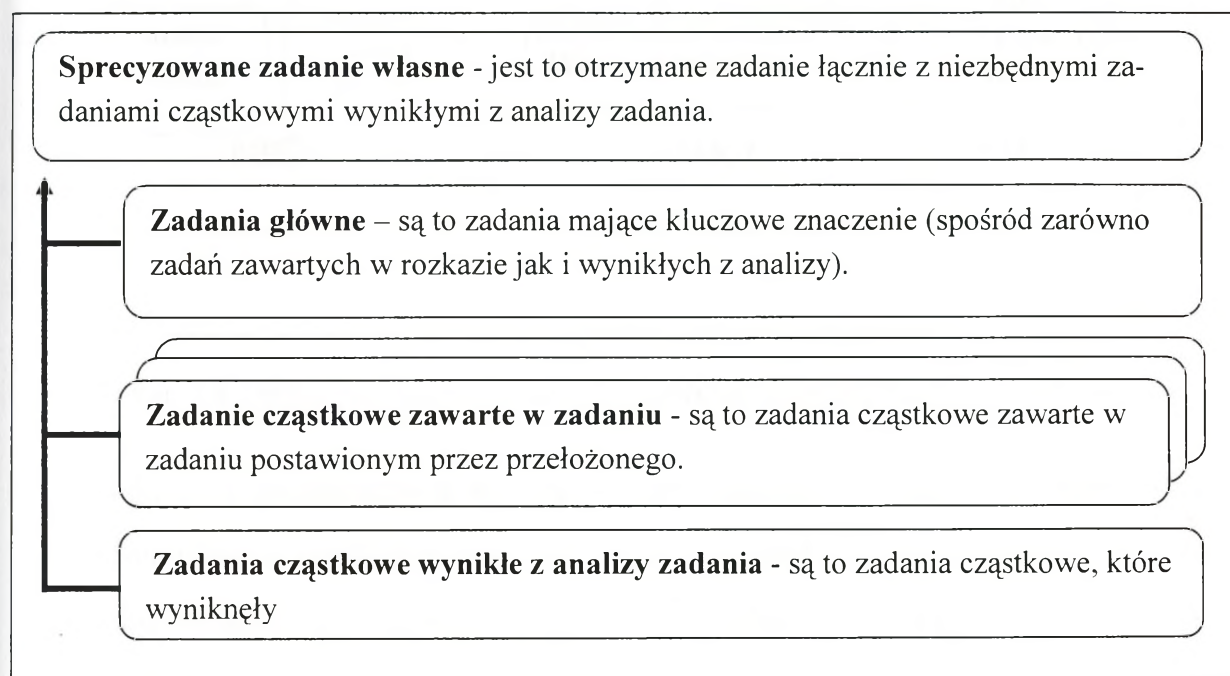 Sprecyzowane zadanie własne - jest to otrzymane zadanie łącznie z niezbędnymi za-
daniami cząstkowymi wynikłymi z analizy zadania.
Zadania główne – są to zadania mające kluczowe znaczenie (spośród zarówno
zadań zawartych w rozkazie jak i wynikłych z analizy).
Zadanie cząstkowe zawarte w zadaniu - są to zadania cząstkowe zawarte w
zadaniu postawionym przez przełożonego.
Zadania cząstkowe wynikłe z analizy zadania - są to zadania cząstkowe, które
wyniknęły